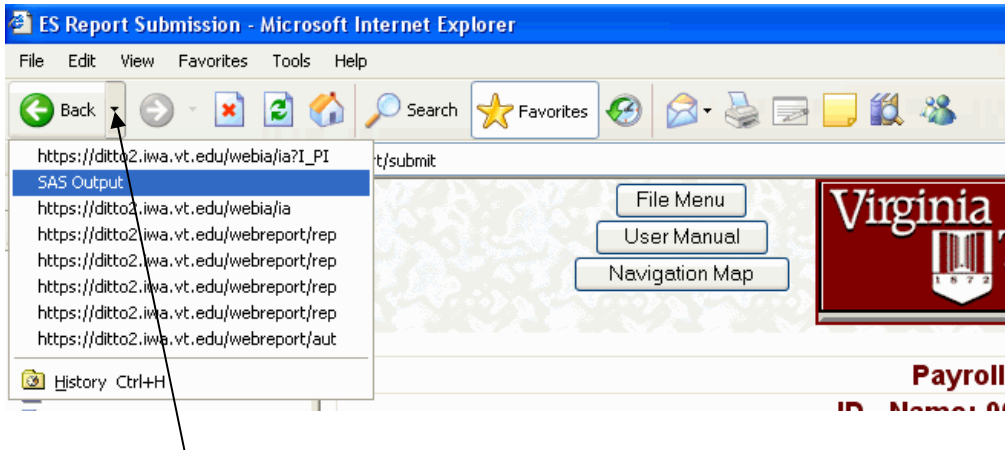 ES Report Submission - Microsoft Internet Explorer
File Edit View Favorites Tools Help
Back Search Favorites
https://ditto2.iwa.vt.edu/webia/ia?I_PI
rt/submit
SAS Output
https://ditto2.iwa.vt.edu/webia/ia
https://ditto2.iwa.vt.edu/webreport/rep
https://ditto2.iwa.vt.edu/webreport/rep
https://ditto2.iwa.vt.edu/webreport/rep
https://ditto2.iwa.vt.edu/webreport/rep
https://ditto2.iwa.vt.edu/webreport/aut
History Ctrl+H
File Menu
User Manual
Navigation Map
Virginia
1872
Payroll
ID Name: